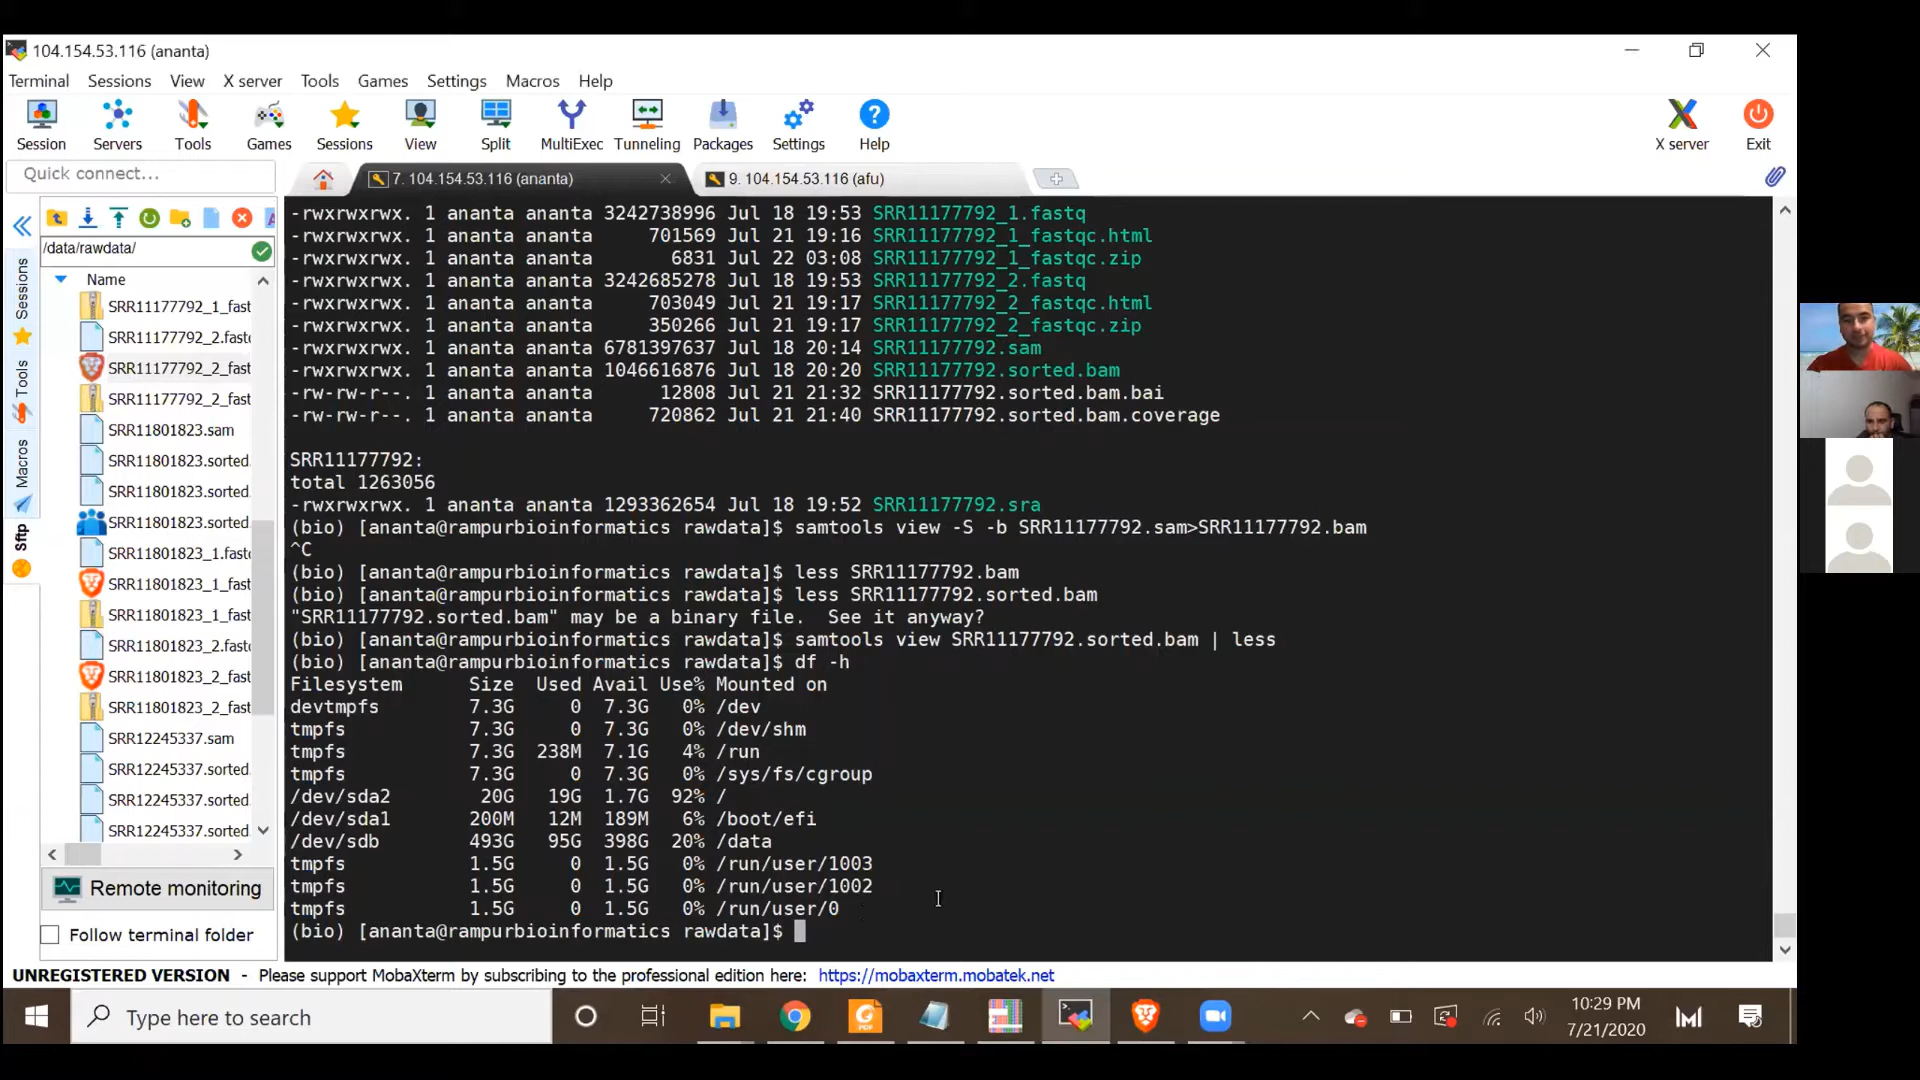 104.154.53.116 (ananta)
Terminal Sessions View X server Tools Games Settings Macros Help
Session Servers Tools Games Sessions View Split MultiExec Tunneling Packages Settings Help X server Exit
Quick connect...
7. 104.154.53.116 (ananta)
9. 104.154.53.116 (afu)
/data/rawdata/
Name
SRR11177792_1_fast
SRR11177792_2.fast
SRR11177792_2_fast
SRR11177792_2_fast
SRR11801823.sam
SRR11801823.sorted.
SRR11801823.sorted.
SRR11801823.sorted.
SRR11801823_1.fast
SRR11801823_1_fast
SRR11801823_1_fast
SRR11801823_2.fast
SRR11801823_2_fast
SRR11801823_2_fast
SRR12245337.sam
SRR12245337.sorted.
SRR12245337.sorted.
SRR12245337.sorted.
Sessions
Tools
Macros
Sftp
Remote monitoring
Follow terminal folder
-rwxrwxrwx. 1 ananta ananta 3242738996 Jul 18 19:53 SRR11177792_1.fastq
-rwxrwxrwx. 1 ananta ananta 701569 Jul 21 19:16 SRR11177792_1_fastqc.html
-rwxrwxrwx. 1 ananta ananta 6831 Jul 22 03:08 SRR11177792_1_fastqc.zip
-rwxrwxrwx. 1 ananta ananta 3242685278 Jul 18 19:53 SRR11177792_2.fastq
-rwxrwxrwx. 1 ananta ananta 703049 Jul 21 19:17 SRR11177792_2_fastqc.html
-rwxrwxrwx. 1 ananta ananta 350266 Jul 21 19:17 SRR11177792_2_fastqc.zip
-rwxrwxrwx. 1 ananta ananta 6781397637 Jul 18 20:14 SRR11177792.sam
-rwxrwxrwx. 1 ananta ananta 1046616876 Jul 18 20:20 SRR11177792.sorted.bam
-rw-rw-r--. 1 ananta ananta 12808 Jul 21 21:32 SRR11177792.sorted.bam.bai
-rw-rw-r--. 1 ananta ananta 720862 Jul 21 21:40 SRR11177792.sorted.bam.coverage
SRR11177792:
total 1263056
-rwxrwxrwx. 1 ananta ananta 1293362654 Jul 18 19:52 SRR11177792.sra
(bio) [ananta@rampurbioinformatics rawdata]$ samtools view -S -b SRR11177792.sam>SRR11177792.bam
^C
(bio) [ananta@rampurbioinformatics rawdata]$ less SRR11177792.bam
(bio) [ananta@rampurbioinformatics rawdata]$ less SRR11177792.sorted.bam
"SRR11177792.sorted.bam" may be a binary file. See it anyway?
(bio) [ananta@rampurbioinformatics rawdata]$ samtools view SRR11177792.sorted.bam | less
(bio) [ananta@rampurbioinformatics rawdata]$ df -h
Filesystem Size Used Avail Use% Mounted on
devtmpfs 7.3G 0 7.3G 0% /dev
tmpfs 7.3G 0 7.3G 0% /dev/shm
tmpfs 7.3G 238M 7.1G 4% /run
tmpfs 7.3G 0 7.3G 0% /sys/fs/cgroup
/dev/sda2 20G 19G 1.7G 92% /
/dev/sda1 200M 12M 189M 6% /boot/efi
/dev/sdb 493G 95G 398G 20% /data
tmpfs 1.5G 0 1.5G 0% /run/user/1003
tmpfs 1.5G 0 1.5G 0% /run/user/1002
tmpfs 1.5G 0 1.5G 0% /run/user/0
(bio) [ananta@rampurbioinformatics rawdata]$
UNREGISTERED VERSION - Please support MobaXterm by subscribing to the professional edition here: https://mobaxterm.mobatek.net
Type here to search
10:29 PM
7/21/2020